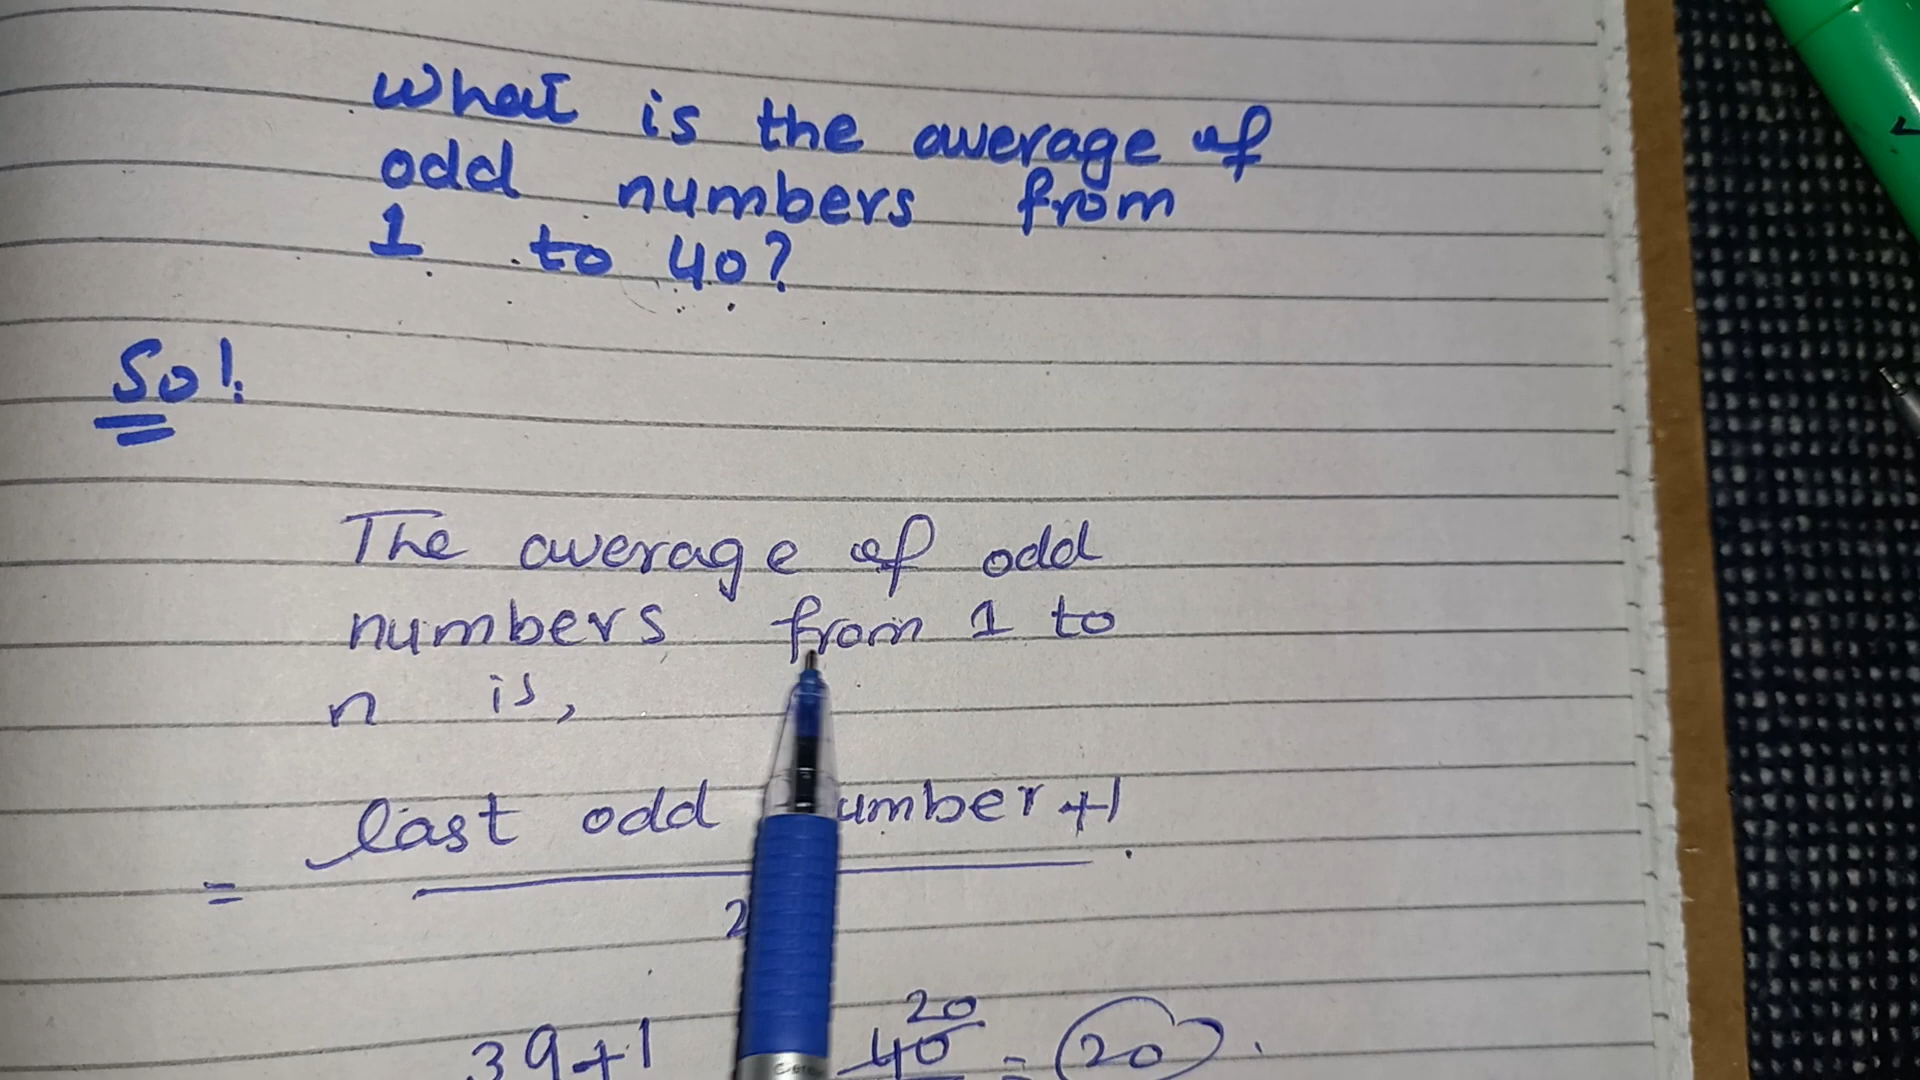 What is the average of
odd numbers from
1 to 40?
Sol:
The average of odd
numbers from 1 to
n is,
last odd umber+1
=
2
20
39+1 40 = 20.